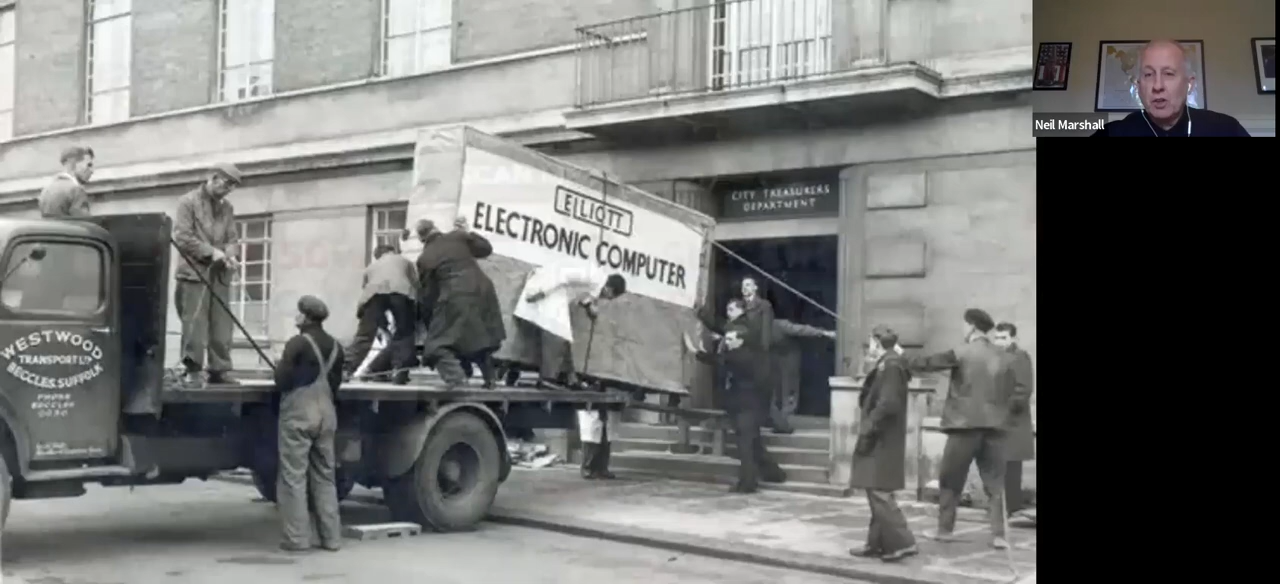 ELLIOTT
ELECTRONIC COMPUTER
CITY TREASURERS
DEPARTMENT
WESTWOOD
TRANSPORT LTD
BECCLES. SUFFOLK
PHONE
BECCLES
Neil Marshall